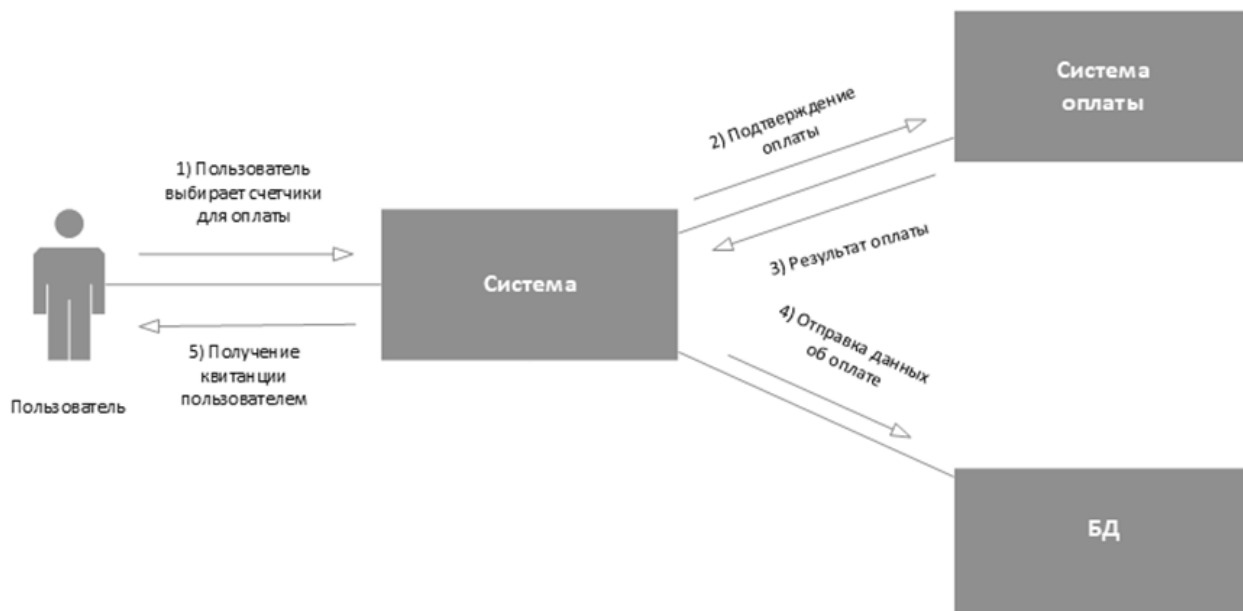 1) Пользователь
выбирает счетчики
для оплаты
Система
5) Получение
квитанции
пользователем
Пользователь
2) Подтверждение
оплаты
Система
оплаты
3) Результат оплаты
4) Отправка данных
об оплате
БД